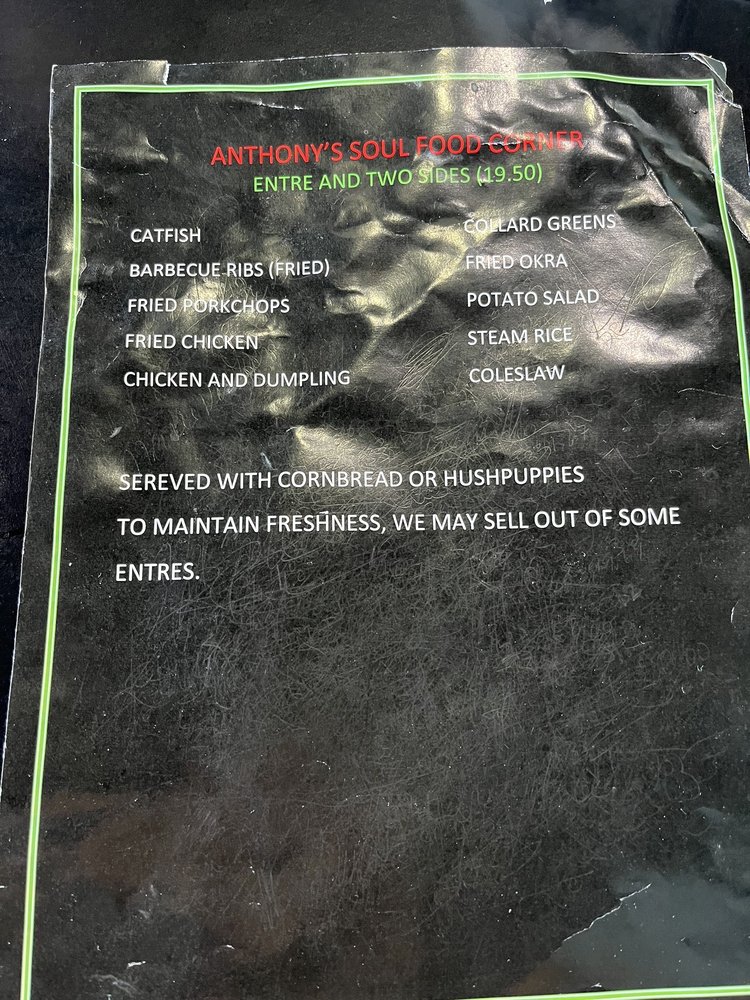 ANTHONY'S SOUL FOOD CORNER
ENTRE AND TWO SIDES (19.50)
CATFISH
BARBECUE RIBS (FRIED)
FRIED PORKCHOPS
FRIED CHICKEN
CHICKEN AND DUMPLING
COLLARD GREENS
FRIED OKRA
POTATO SALAD
STEAM RICE
COLESLAW
SEREVED WITH CORNBREAD OR HUSHPUPPIES
TO MAINTAIN FRESHNESS, WE MAY SELL OUT OF SOME
ENTRES.